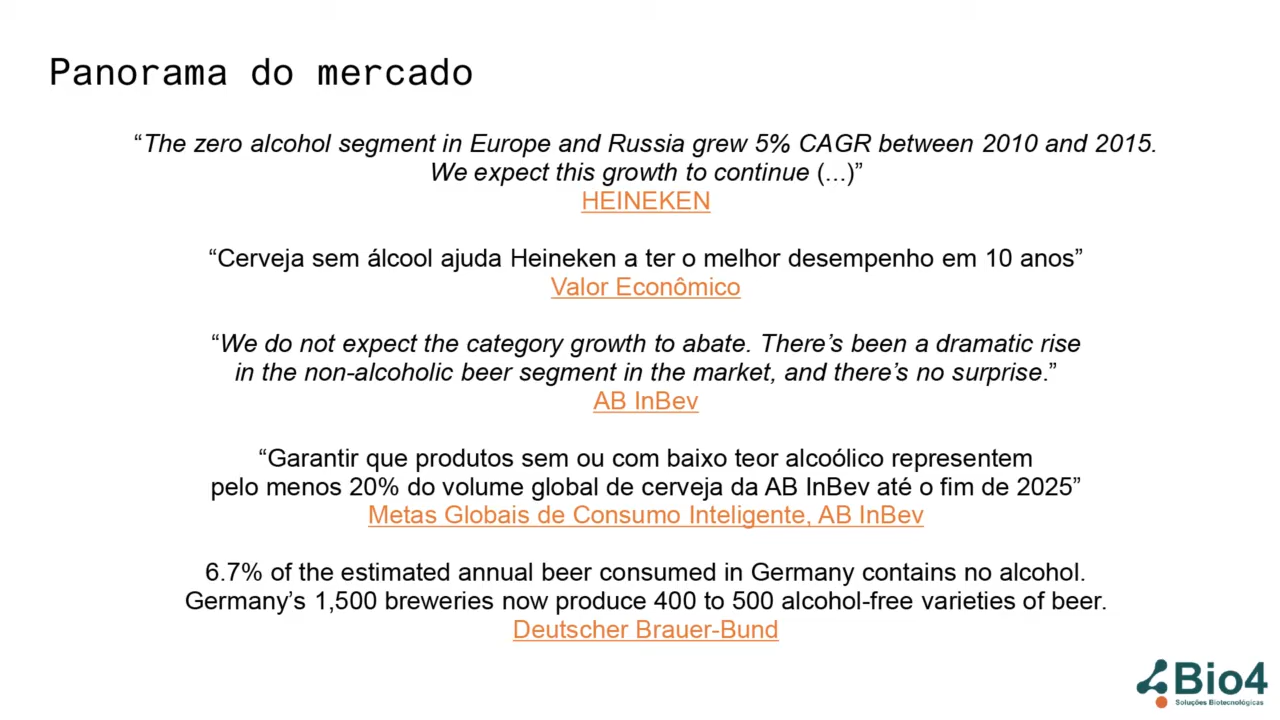 Panorama do mercado
“The zero alcohol segment in Europe and Russia grew 5% CAGR between 2010 and 2015.
We expect this growth to continue (...)”
HEINEKEN
“Cerveja sem álcool ajuda Heineken a ter o melhor desempenho em 10 anos”
Valor Econômico
“We do not expect the category growth to abate. There’s been a dramatic rise
in the non-alcoholic beer segment in the market, and there’s no surprise.”
AB InBev
“Garantir que produtos sem ou com baixo teor alcoólico representem
pelo menos 20% do volume global de cerveja da AB InBev até o fim de 2025”
Metas Globais de Consumo Inteligente, AB InBev
6.7% of the estimated annual beer consumed in Germany contains no alcohol.
Germany’s 1,500 breweries now produce 400 to 500 alcohol-free varieties of beer.
Deutscher Brauer-Bund
Bio4
Soluções Biotecnológicas